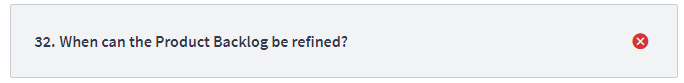 32. When can the Product Backlog be refined?